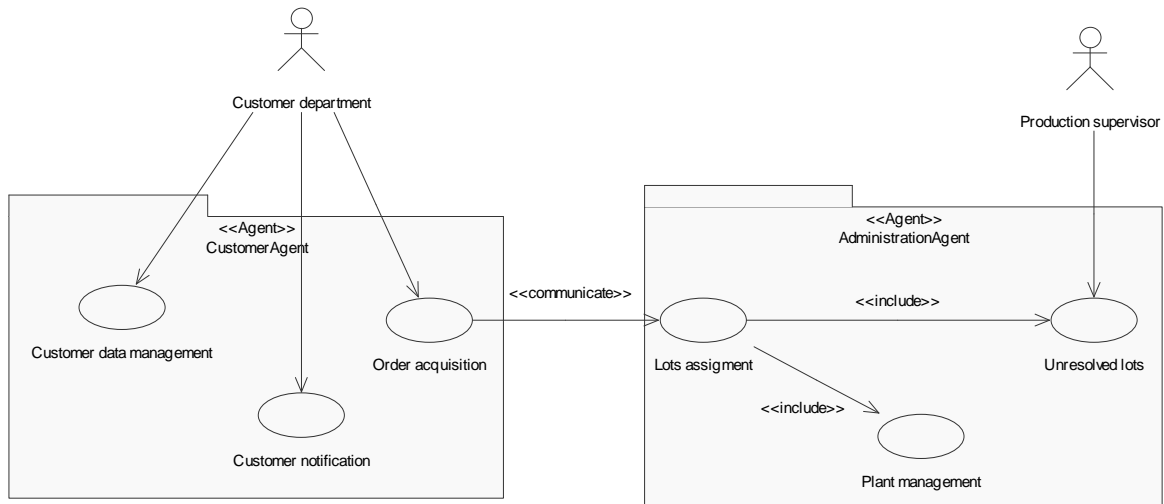 Customer department
Production supervisor
<<Agent>>
CustomerAgent
<<Agent>>
AdministrationAgent
<<communicate>>
<<include>>
Customer data management
Order acquisition
Lots assigment
Unresolved lots
<<include>>
Customer notification
Plant management